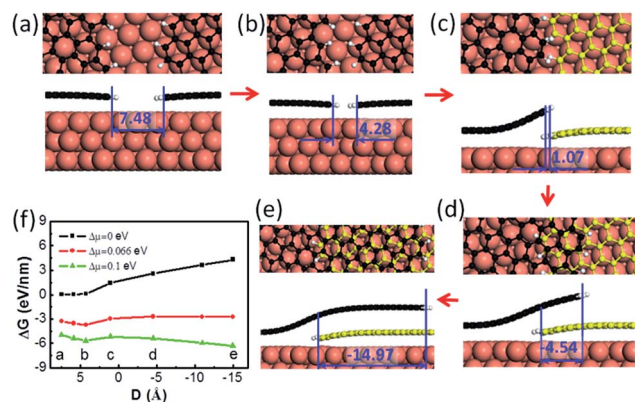 (a)
(b)
(c)
7.48
4.28
1.07
(f)
(e)
(d)
Δμ=0 eV
Δμ=0.066 eV
Δμ=0.1 eV
ΔG (eV/nm)
6
3
0
-3
-6
-9
a b c d e
5 0 -5 -10 -15
D (Å)
-14.97
-4.54